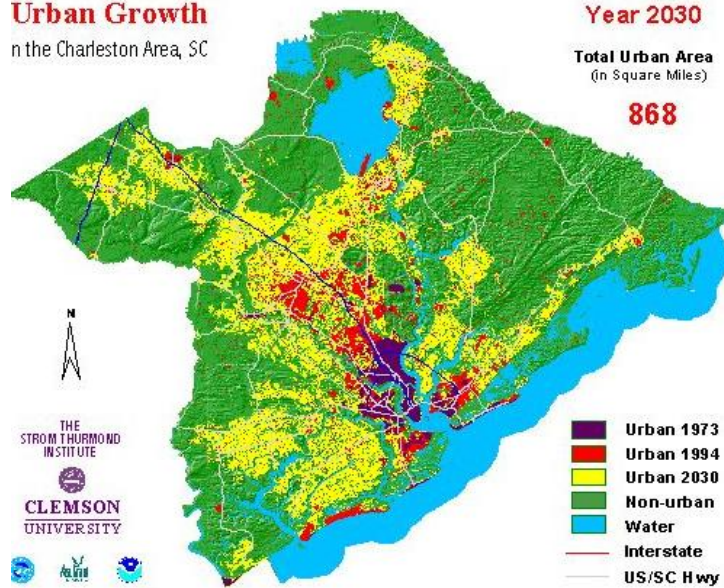 Urban Growth
n the Charleston Area, SC
Year 2030
Total Urban Area
(in Square Miles)
868
N
THE
STROM THURMOND
INSTITUTE
CLEMSON
UNIVERSITY
Urban 1973
Urban 1994
Urban 2030
Non-urban
Water
Interstate
US/SC Hwy